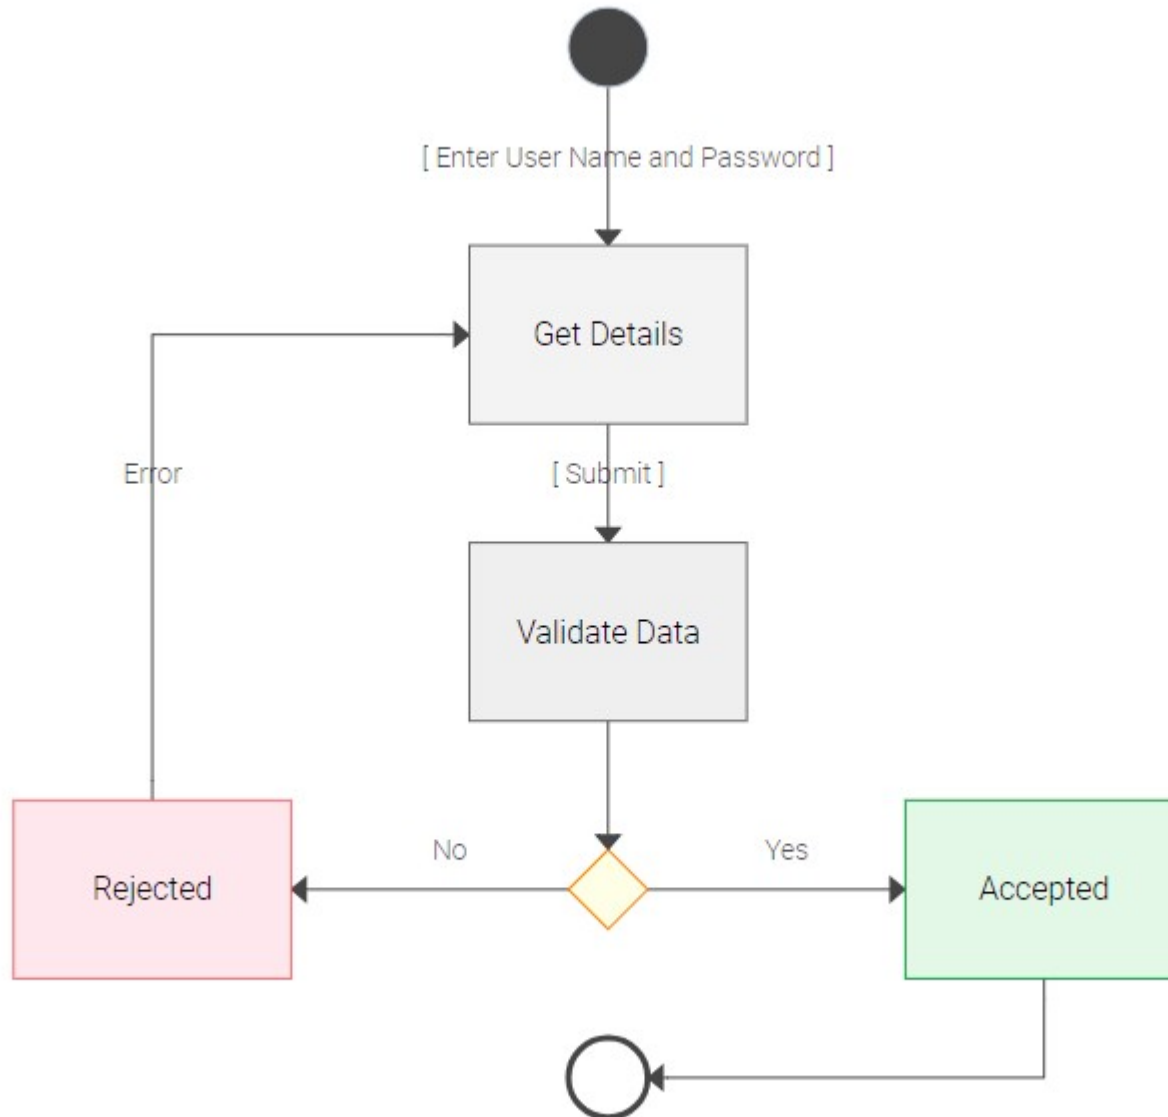 [ Enter User Name and Password ]
Get Details
Error
[ Submit ]
Validate Data
No
Yes
Rejected
Accepted